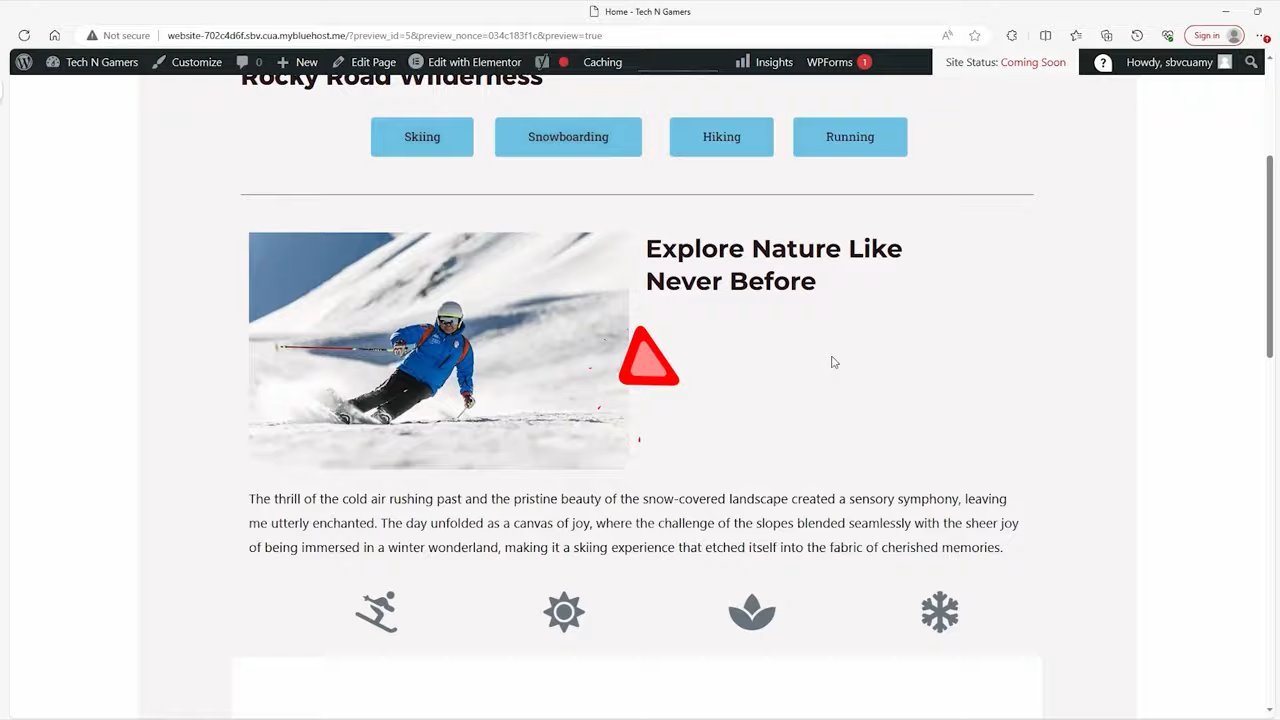 Home - Tech N Gamers
Not secure website-702c4d6f.sbv.cua.mybluehost.me/?preview_id=5&preview_nonce=034c183f1c&preview=true Sign in
Tech N Gamers Customize 0 New Edit Page Edit with Elementor Caching Insights WPForms 1 Site Status: Coming Soon ? Howdy, sbvcuamy
Rocky Road Wilderness
Skiing Snowboarding Hiking Running
Explore Nature Like
Never Before
The thrill of the cold air rushing past and the pristine beauty of the snow-covered landscape created a sensory symphony, leaving
me utterly enchanted. The day unfolded as a canvas of joy, where the challenge of the slopes blended seamlessly with the sheer joy
of being immersed in a winter wonderland, making it a skiing experience that etched itself into the fabric of cherished memories.